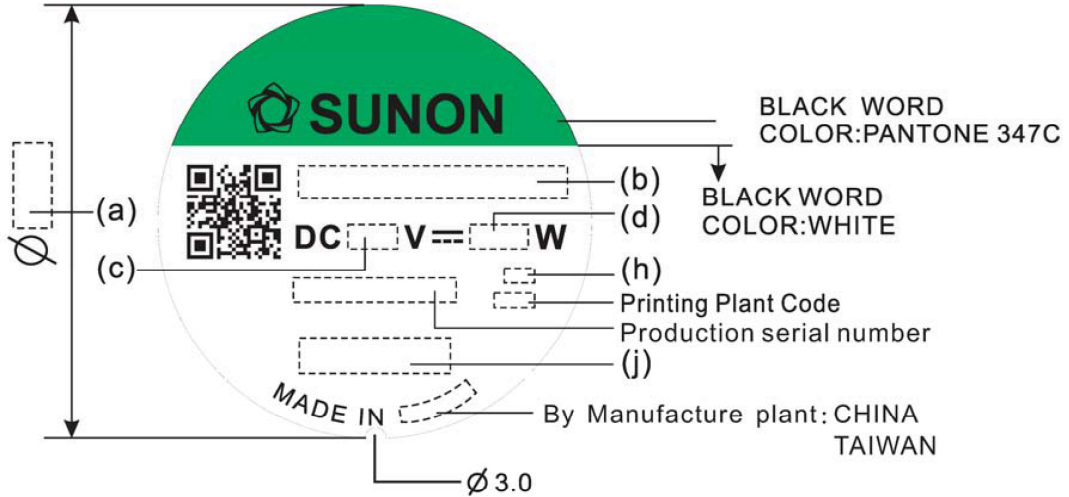 SUNON
BLACK WORD
COLOR:PANTONE 347C
(a)
(b)
BLACK WORD
COLOR:WHITE
(d)
DC V W
(c)
(h)
Printing Plant Code
Production serial number
(j)
MADE IN
By Manufacture plant: CHINA
TAIWAN
Ø
Ø 3.0